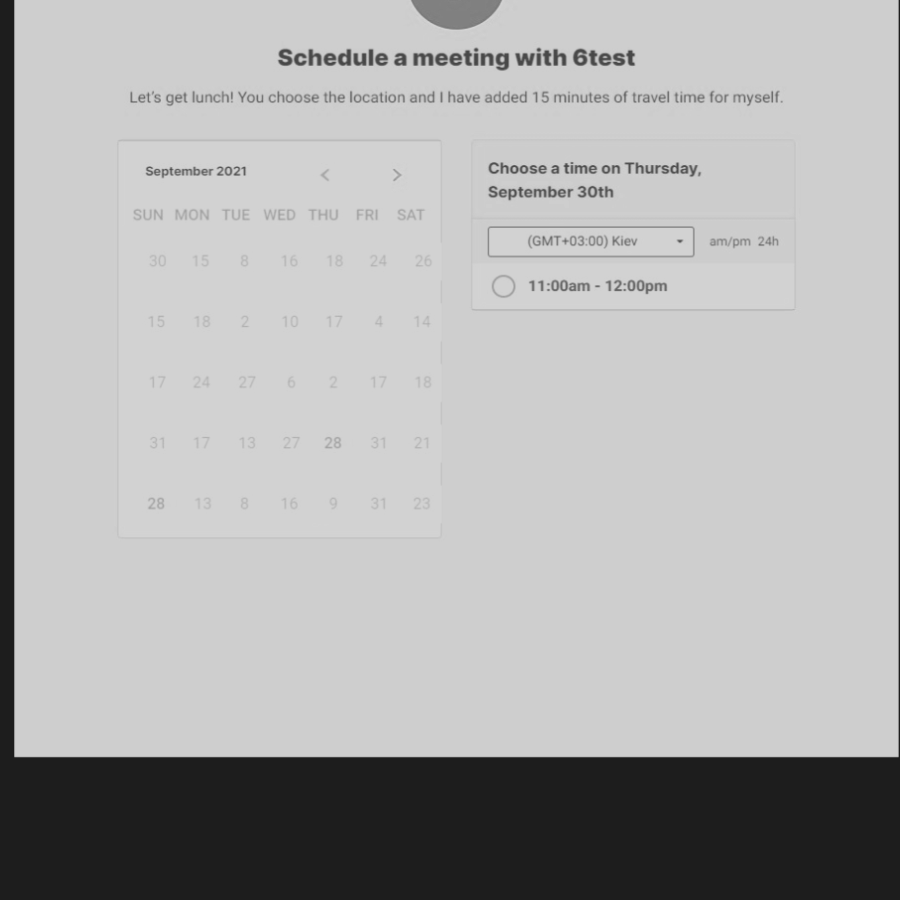 Schedule a meeting with 6test
Let's get lunch! You choose the location and I have added 15 minutes of travel time for myself.
September 2021
SUN MON TUE WED THU FRI SAT
30 15 8 16 18 24 26
15 18 2 10 17 4 14
17 24 27 6 2 17 18
31 17 13 27 28 31 21
28 13 8 16 9 31 23
Choose a time on Thursday,
September 30th
(GMT+03:00) Kiev am/pm 24h
11:00am - 12:00pm